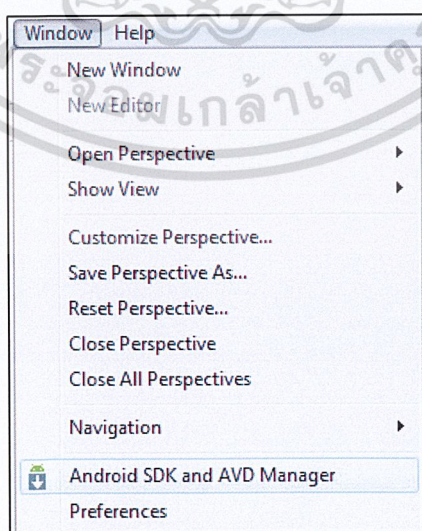 Window Help
New Window
New Editor
Open Perspective
Show View
Customize Perspective...
Save Perspective As...
Reset Perspective...
Close Perspective
Close All Perspectives
Navigation
Android SDK and AVD Manager
Preferences